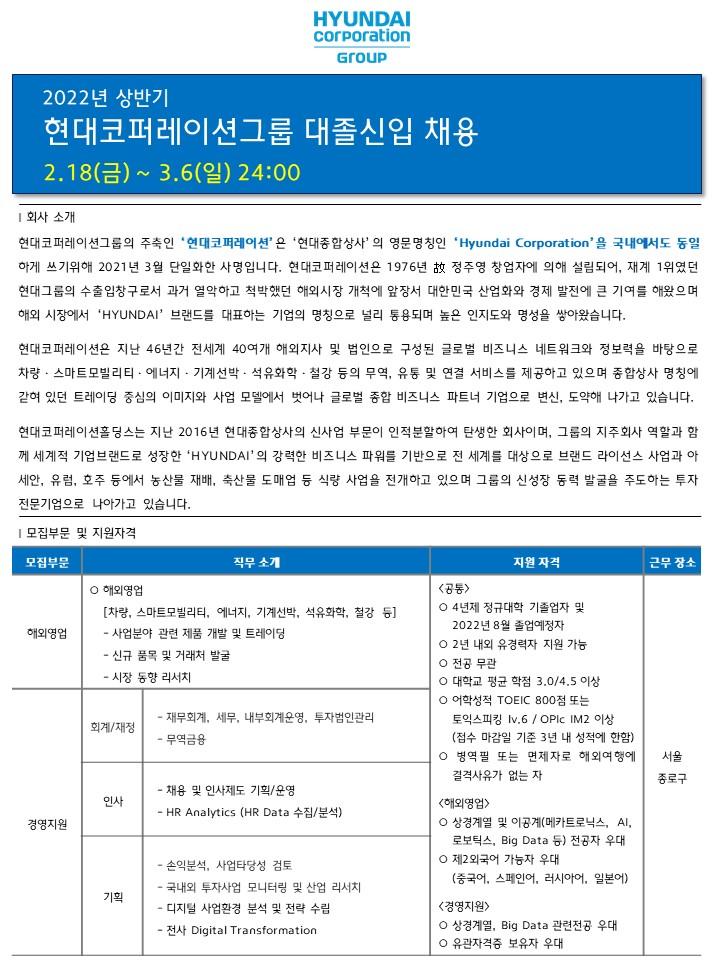 HYUNDAI
corporation
GROUP
2022년 상반기
현대코퍼레이션그룹 대졸신입 채용
2.18(금) ~ 3.6(일) 24:00
I 회사 소개
현대코퍼레이션그룹의 주축인 ‘현대코퍼레이션’은 ‘현대종합상사’의 영문명칭인 ‘Hyundai Corporation’을 국내에서도 동일
하게 쓰기위해 2021년 3월 단일화한 사명입니다. 현대코퍼레이션은 1976년 故 정주영 창업자에 의해 설립되어, 재계 1위였던
현대그룹의 수출입창구로서 과거 열악하고 척박했던 해외시장 개척에 앞장서 대한민국 산업화와 경제 발전에 큰 기여를 해왔으며
해외 시장에서 ‘HYUNDAI’ 브랜드를 대표하는 기업의 명칭으로 널리 통용되며 높은 인지도와 명성을 쌓아왔습니다.
현대코퍼레이션은 지난 46년간 전세계 40여개 해외지사 및 법인으로 구성된 글로벌 비즈니스 네트워크와 정보력을 바탕으로
차량 · 스마트모빌리티 · 에너지 · 기계선박 · 석유화학 · 철강 등의 무역, 유통 및 연결 서비스를 제공하고 있으며 종합상사 명칭에
갇혀 있던 트레이딩 중심의 이미지와 사업 모델에서 벗어나 글로벌 종합 비즈니스 파트너 기업으로 변신, 도약해 나가고 있습니다.
현대코퍼레이션홀딩스는 지난 2016년 현대종합상사의 신사업 부문이 인적분할하여 탄생한 회사이며, 그룹의 지주회사 역할과 함
께 세계적 기업브랜드로 성장한 ‘HYUNDAI’의 강력한 비즈니스 파워를 기반으로 전 세계를 대상으로 브랜드 라이선스 사업과 아
세안, 유럽, 호주 등에서 농산물 재배, 축산물 도매업 등 식량 사업을 전개하고 있으며 그룹의 신성장 동력 발굴을 주도하는 투자
전문기업으로 나아가고 있습니다.
I 모집부문 및 지원자격
모집부문 직무 소개 지원 자격 근무 장소
해외영업
○ 해외영업
[차량, 스마트모빌리티, 에너지, 기계선박, 석유화학, 철강 등]
- 사업분야 관련 제품 개발 및 트레이딩
- 신규 품목 및 거래처 발굴
- 시장 동향 리서치
경영지원
회계/재정
- 재무회계, 세무, 내부회계운영, 투자법인관리
- 무역금융
인사
- 채용 및 인사제도 기획/운영
- HR Analytics (HR Data 수집/분석)
기획
- 손익분석, 사업타당성 검토
- 국내외 투자사업 모니터링 및 산업 리서치
- 디지털 사업환경 분석 및 전략 수립
- 전사 Digital Transformation
<공통>
○ 4년제 정규대학 기졸업자 및
2022년 8월 졸업예정자
○ 2년 내외 유경력자 지원 가능
○ 전공 무관
○ 대학교 평균 학점 3.0/4.5 이상
○ 어학성적 TOEIC 800점 또는
토익스피킹 lv.6 / OPIc IM2 이상
(접수 마감일 기준 3년 내 성적에 한함)
○ 병역필 또는 면제자로 해외여행에
결격사유가 없는 자
<해외영업>
○ 상경계열 및 이공계(메카트로닉스, AI,
로보틱스, Big Data 등) 전공자 우대
○ 제2외국어 가능자 우대
(중국어, 스페인어, 러시아어, 일본어)
<경영지원>
○ 상경계열, Big Data 관련전공 우대
○ 유관자격증 보유자 우대
서울
종로구